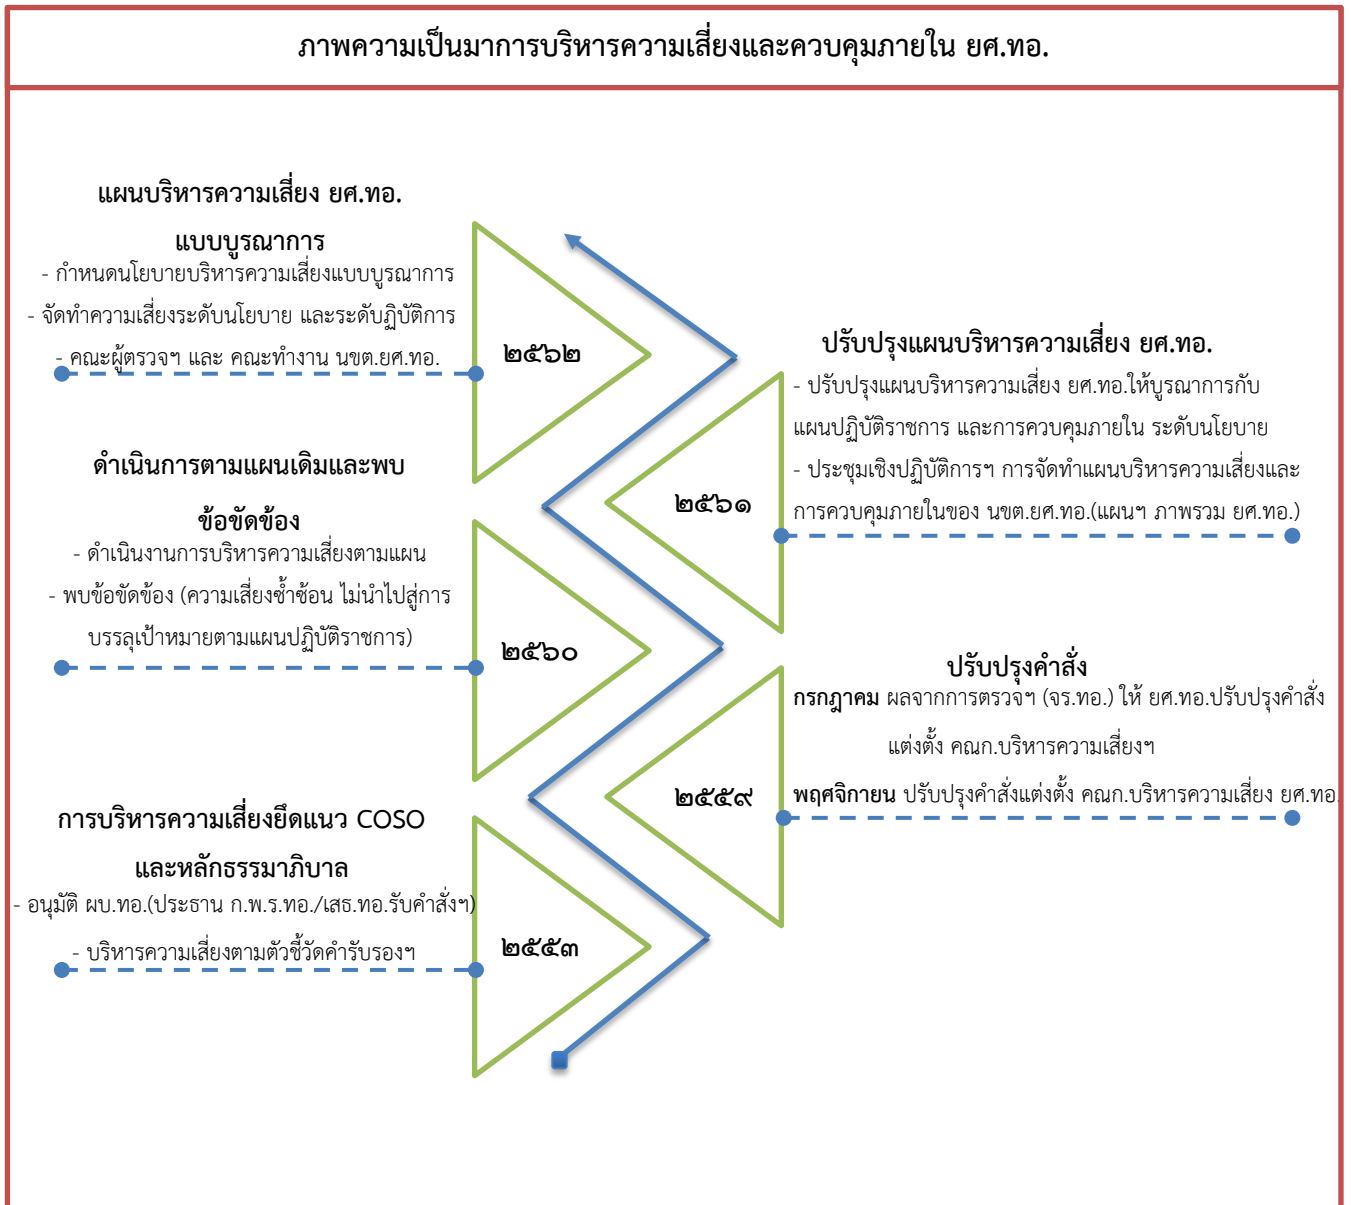 ภาพความเป็นมาการบริหารความเสี่ยงและควบคุมภายใน ยศ.ทอ.
แผนบริหารความเสี่ยง ยศ.ทอ.
แบบบูรณาการ
- กำหนดนโยบายบริหารความเสี่ยงแบบบูรณาการ
- จัดทำความเสี่ยงระดับนโยบาย และระดับฏิบัติการ
- คณะผู้ตรวจฯ และ คณะทำงาน นขต.ยศ.ทอ.
๒๕๖๒
ปรับปรุงแผนบริหารความเสี่ยง ยศ.ทอ.
- ปรับปรุงแผนบริหารความเสี่ยง ยศ.ทอ.ให้บูรณาการกับ
แผนปฏิบัติราชการ และการควบคุมภายใน ระดับนโยบาย
- ประชุมเชิงปฏิบัติการฯ การจัดทำแผนบริหารความเสี่ยงและ
การควบคุมภายในของ นขต.ยศ.ทอ.(แผนฯ ภาพรวม ยศ.ทอ.)
๒๕๖๑
ดำเนินการตามแผนเดิมและพบ
ข้อขัดข้อง
- ดำเนินงานการบริหารความเสี่ยงตามแผน
- พบข้อขัดข้อง (ความเสี่ยงซ้ำซ้อน ไม่นำไปสู่การ
บรรลุเป้าหมายตามแผนปฏิบัติราชการ)
๒๕๖๐
ปรับปรุงคำสั่ง
กรกฎาคม ผลจากการตรวจฯ (จร.ทอ.) ให้ ยศ.ทอ.ปรับปรุงคำสั่ง
แต่งตั้ง คณก.บริหารความเสี่ยงฯ
พฤศจิกายน ปรับปรุงคำสั่งแต่งตั้ง คณก.บริหารความเสี่ยง ยศ.ทอ.
๒๕๕๙
การบริหารความเสี่ยงยึดแนว COSO
และหลักธรรมาภิบาล
- อนุมัติ ผบ.ทอ.(ประธาน ก.พ.ร.ทอ./เสธ.ทอ.รับคำสั่งฯ)
- บริหารความเสี่ยงตามตัวชี้วัดคำรับรองฯ
๒๕๕๓